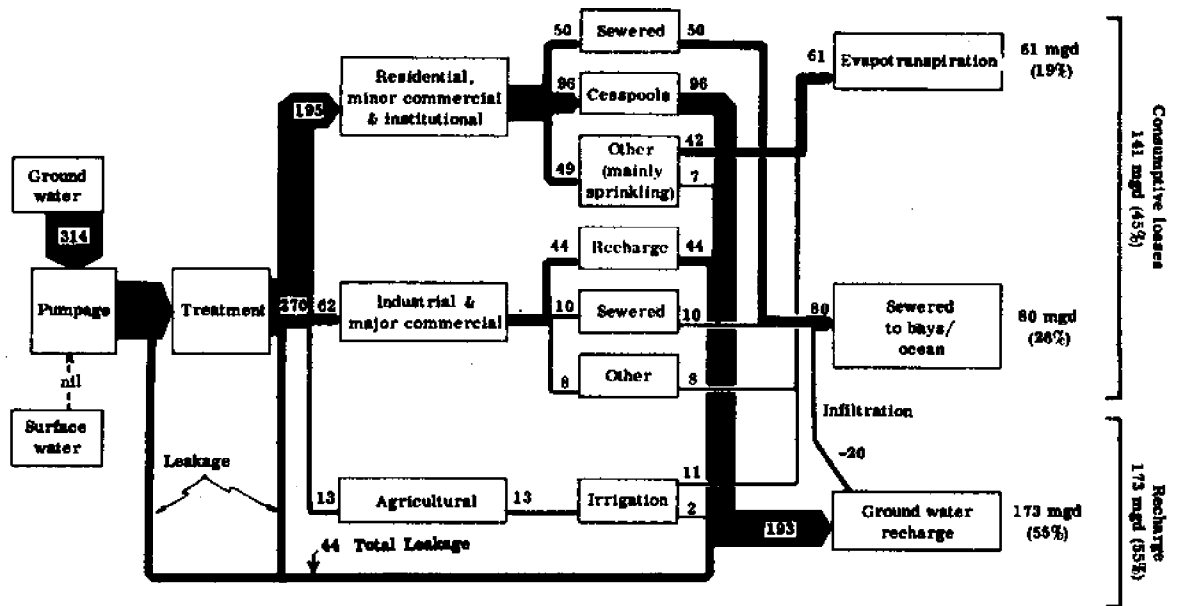 Ground
water
314
Pumpage
nil
Surface
water
Leakage
Treatment
270
195
62
13
Residential,
minor commercial
& institutional
Industrial &
major commercial
Agricultural
13
44 Total Leakage
50 Sewered 50
96 Cesspools 96
49 Other
(mainly
sprinkling)
42
7
44 Recharge 44
10 Sewered 10
8 Other 8
Irrigation
11
2
61 Evapotranspiration
61 mgd
(19%)
80 Sewered
to bays/
ocean
80 mgd
(26%)
Infiltration
-20
193 Ground water
recharge
173 mgd
(55%)
Consumptive losses
141 mgd (45%)
Recharge
173 mgd (55%)